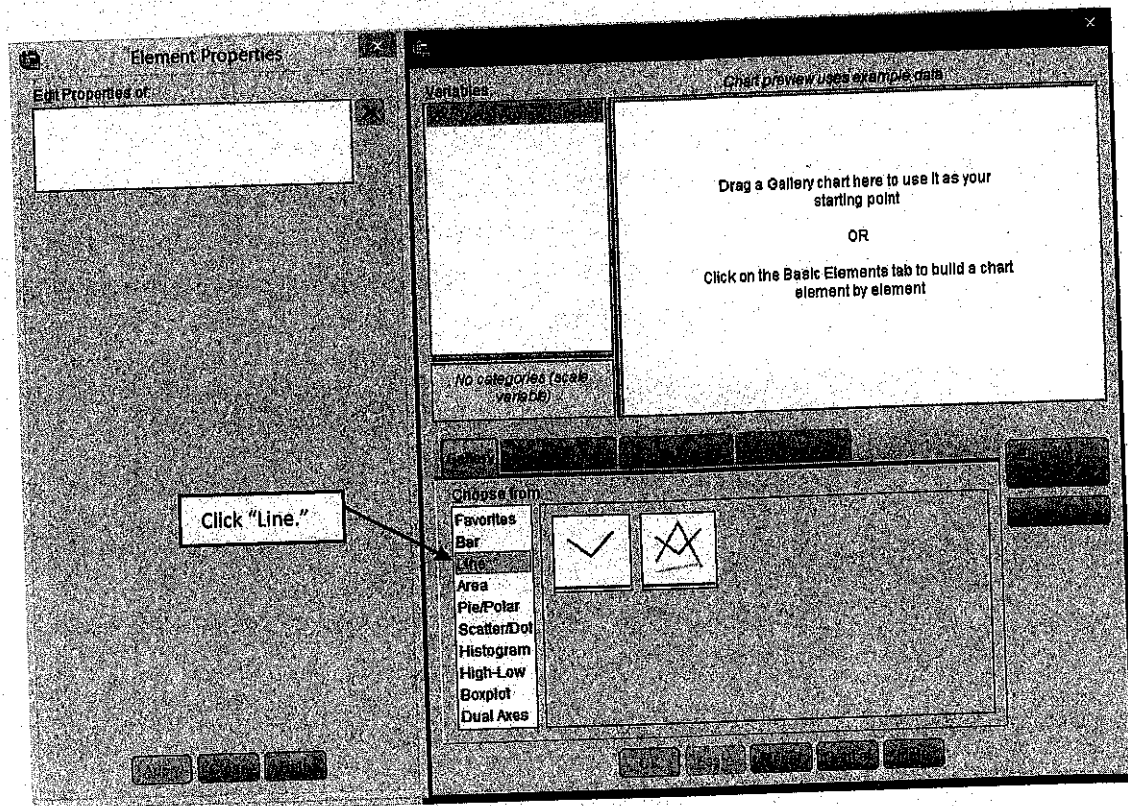 Element Properties
Edit Properties of:
Variables
Chart preview uses example data
Drag a Gallery chart here to use it as your
starting point
OR
Click on the Basic Elements tab to build a chart
element by element
No categories (scale
variable)
Gallery
Choose from
Click "Line."
Favorites
Bar
Line
Area
Pie/Polar
Scatter/Dot
Histogram
High-Low
Boxplot
Dual Axes